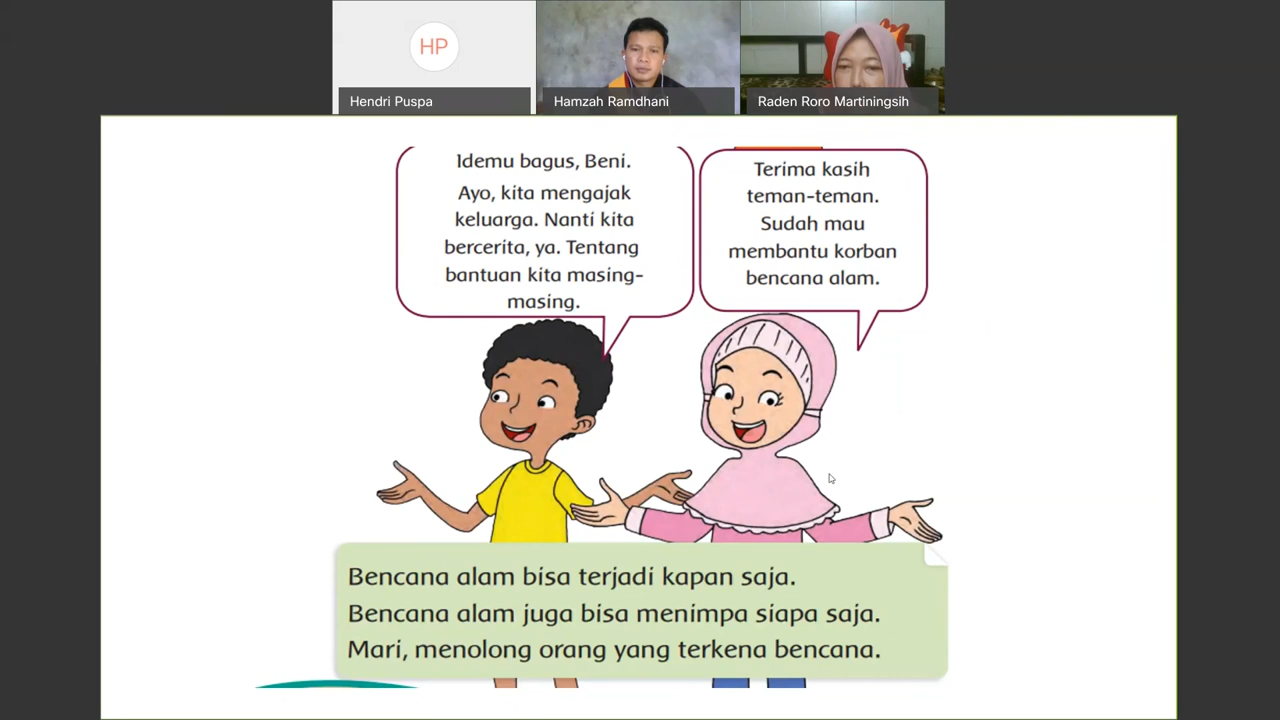 HP
Hendri Puspa
Hamzah Ramdhani
Raden Roro Martiningsih
Idemu bagus, Beni.
Ayo, kita mengajak
keluarga. Nanti kita
bercerita, ya. Tentang
bantuan kita masing-
masing.
Terima kasih
teman-teman.
Sudah mau
membantu korban
bencana alam.
Bencana alam bisa terjadi kapan saja.
Bencana alam juga bisa menimpa siapa saja.
Mari, menolong orang yang terkena bencana.